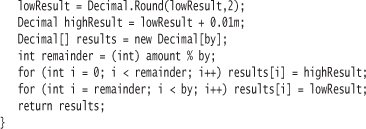 lowResult = Decimal.Round(lowResult,2);
Decimal highResult = lowResult + 0.01m;
Decimal[] results = new Decimal[by];
int remainder = (int) amount % by;
for (int i = 0; i < remainder; i++) results[i] = highResult;
for (int i = remainder; i < by; i++) results[i] = lowResult;
return results;
}